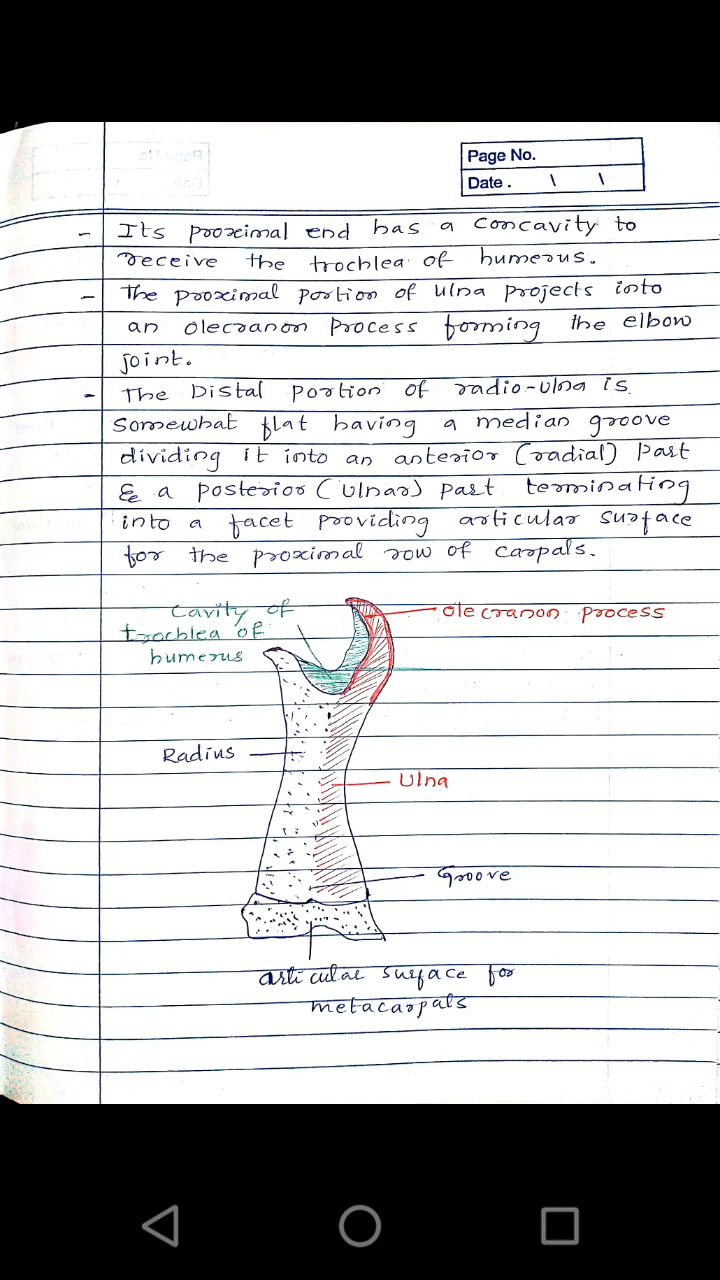 Page No.
Date . \ \
- Its proximal end has a concavity to
receive the trochlea of humerus.
- The proximal portion of ulna projects into
an olecranon process forming the elbow
joint.
- The Distal portion of radio-ulna is
somewhat flat having a median groove
dividing it into an anterior (radial) part
& a posterior (ulnar) part terminating
into a facet providing articular surface
for the proximal row of carpals.
Cavity of
trochlea of
humerus
olecranon process
Radius
Ulna
Groove
articular surface for
metacarpals